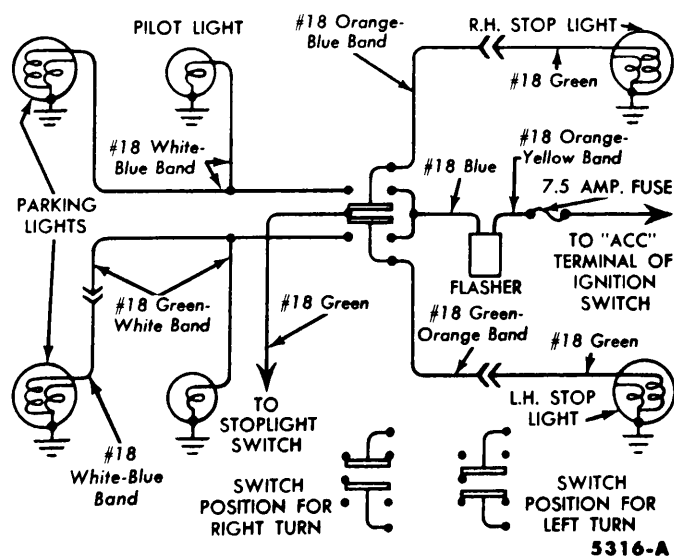 PILOT LIGHT
#18 Orange-
Blue Band
R.H. STOP LIGHT
#18 Green
#18 White-
Blue Band
#18 Blue
#18 Orange-
Yellow Band
7.5 AMP. FUSE
PARKING
LIGHTS
TO "ACC"
TERMINAL OF
IGNITION
SWITCH
FLASHER
#18 Green-
White Band
#18 Green
#18 Green-
Orange Band
#18 Green
L.H. STOP
LIGHT
TO
STOPLIGHT
SWITCH
#18
White-Blue
Band
SWITCH
POSITION FOR
RIGHT TURN
SWITCH
POSITION FOR
LEFT TURN
5316-A